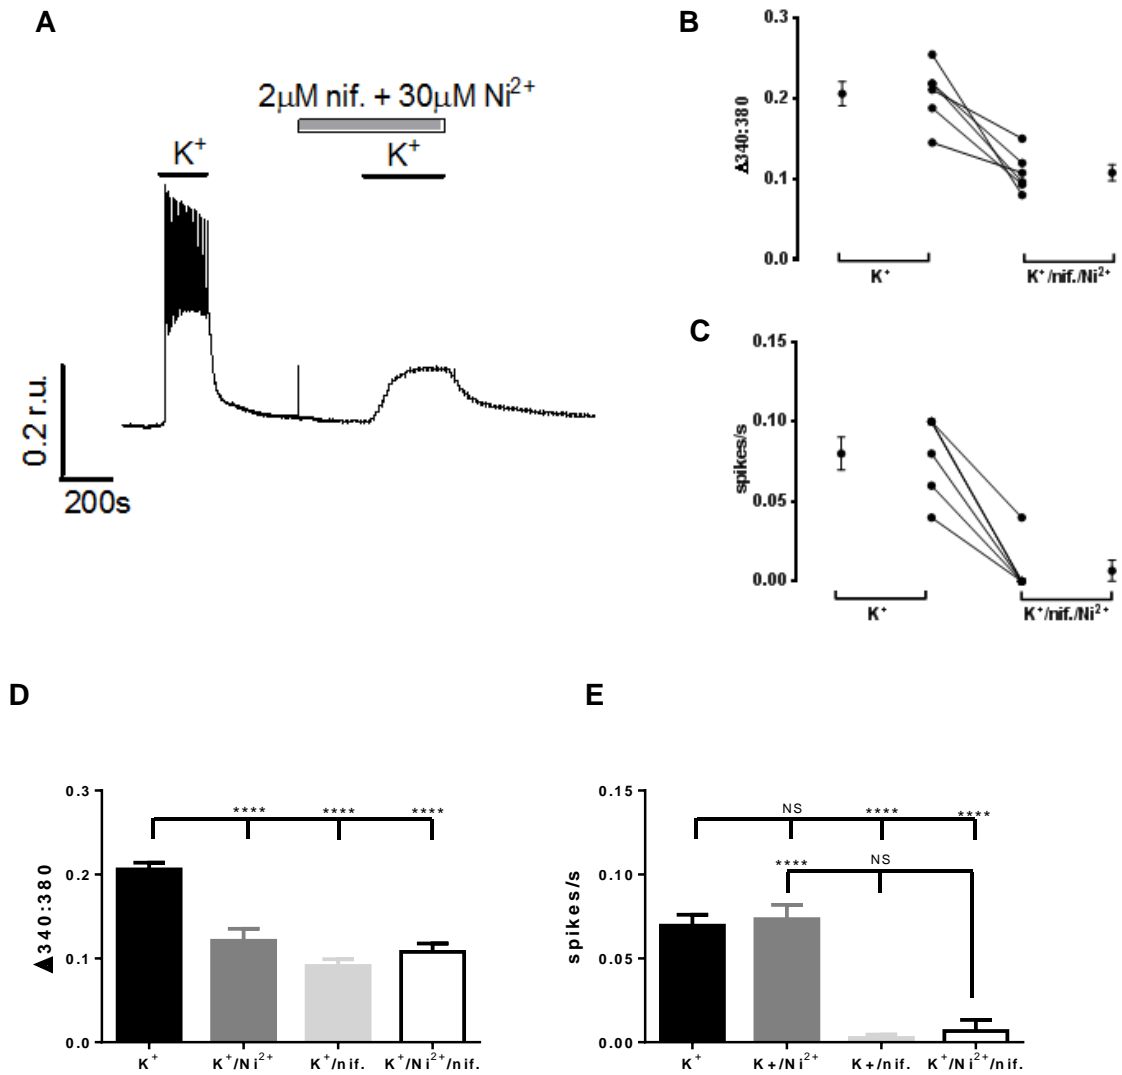 A
2μM nif. + 30μM Ni²⁺
K⁺
K⁺
0.2 r.u.
200s
B
0.3
0.2
0.1
0.0
Δ340:380
K⁺
K⁺/nif./Ni²⁺
C
0.15
0.10
0.05
0.00
spikes/s
K⁺
K⁺/nif./Ni²⁺
D
0.3
0.2
0.1
0.0
▲340:380
****
****
****
K⁺
K⁺/Ni²⁺
K⁺/nif.
K⁺/Ni²⁺/nif.
E
0.15
0.10
0.05
0.00
spikes/s
NS
****
****
****
NS
K⁺
K+/Ni²⁺
K+/nif.
K⁺/Ni²⁺/nif.